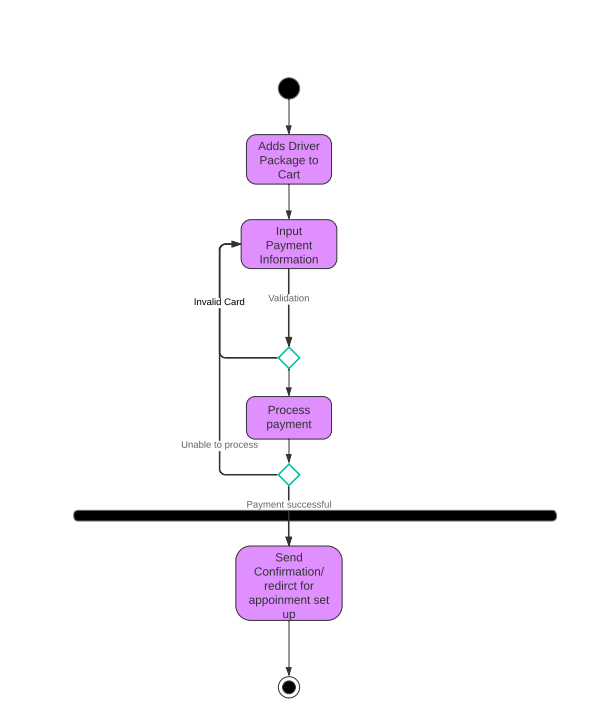 Adds Driver
Package to
Cart
Input
Payment
Information
Validation
Invalid Card
Process
payment
Unable to process
Payment successful
Send
Confirmation/
redirct for
appoinment set
up